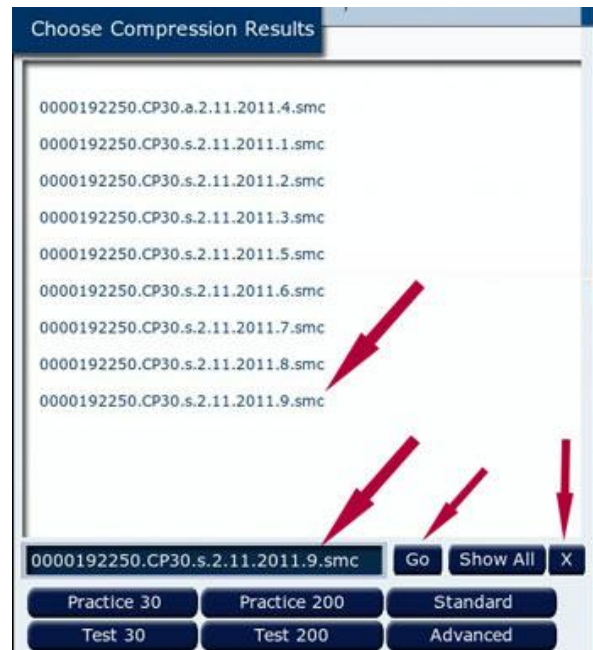 Choose Compression Results
0000192250.CP30.a.2.11.2011.4.smc
0000192250.CP30.s.2.11.2011.1.smc
0000192250.CP30.s.2.11.2011.2.smc
0000192250.CP30.s.2.11.2011.3.smc
0000192250.CP30.s.2.11.2011.5.smc
0000192250.CP30.s.2.11.2011.6.smc
0000192250.CP30.s.2.11.2011.7.smc
0000192250.CP30.s.2.11.2011.8.smc
0000192250.CP30.s.2.11.2011.9.smc
0000192250.CP30.s.2.11.2011.9.smc Go Show All X
Practice 30 Practice 200 Standard
Test 30 Test 200 Advanced